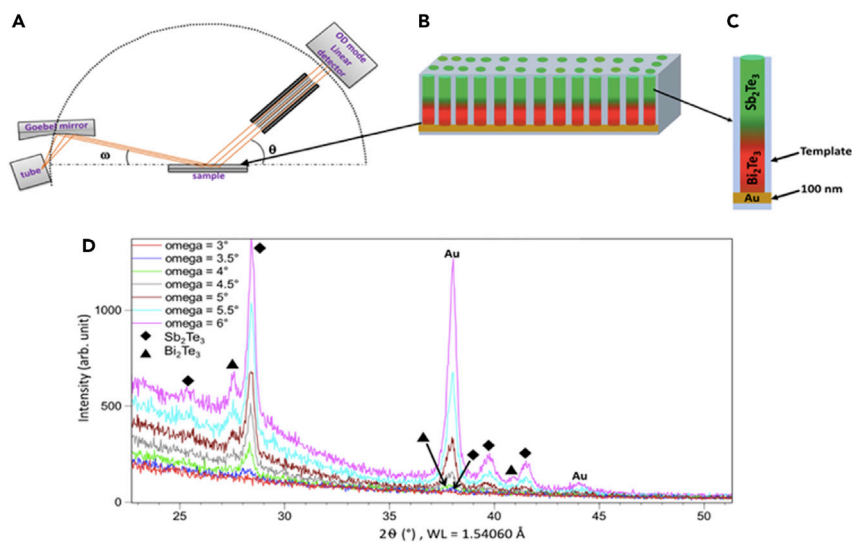 A
OD mode
Linear
detector
Goebel mirror
tube
ω
θ
sample
B
C
Sb₂Te₃
Bi₂Te₃
Au
Template
100 nm
D
omega = 3°
omega = 3.5°
omega = 4°
omega = 4.5°
omega = 5°
omega = 5.5°
omega = 6°
Sb₂Te₃
Bi₂Te₃
Au
Au
Intensity (arb. unit)
1000
500
0
25
30
35
40
45
50
2θ (°) , WL = 1.54060 Å